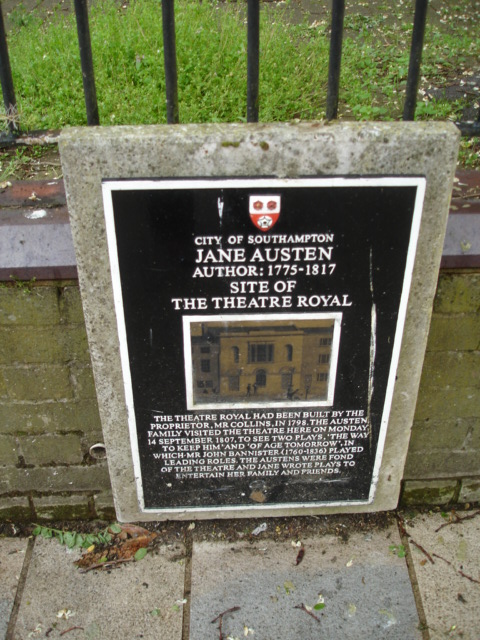 CITY OF SOUTHAMPTON
JANE AUSTEN
AUTHOR: 1775-1817
SITE OF
THE THEATRE ROYAL
THE THEATRE ROYAL HAD BEEN BUILT BY THE
PROPRIETOR, MR COLLINS, IN 1798. THE AUSTEN
FAMILY VISITED THE THEATRE HERE ON MONDAY,
14 SEPTEMBER 1807, TO SEE TWO PLAYS, 'THE WAY
TO KEEP HIM' AND 'OF AGE TOMORROW', IN
WHICH MR JOHN BANNISTER (1760-1836) PLAYED
LEADING ROLES. THE AUSTENS WERE FOND
OF THE THEATRE AND JANE WROTE PLAYS TO
ENTERTAIN HER FAMILY AND FRIENDS.